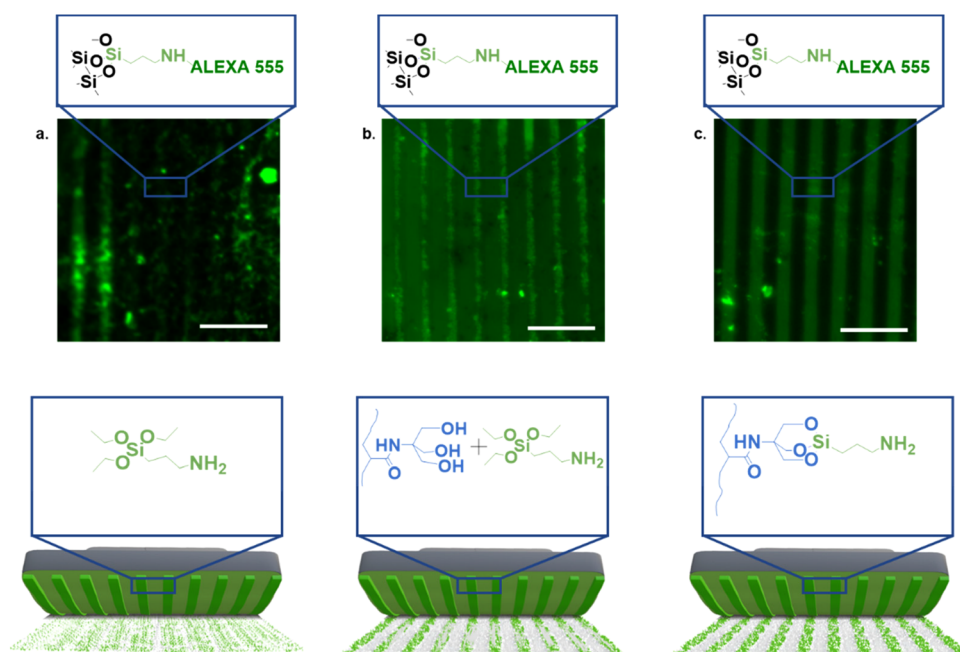 O
Si
NH
Si
O
O
Si
ALEXA 555
O
Si
NH
Si
O
O
Si
ALEXA 555
O
Si
NH
Si
O
O
Si
ALEXA 555
a.
b.
c.
O
O
Si
O
NH2
OH
HN
OH
OH
O
+
O
O
Si
O
NH2
O
HN
O
Si
O
O
NH2